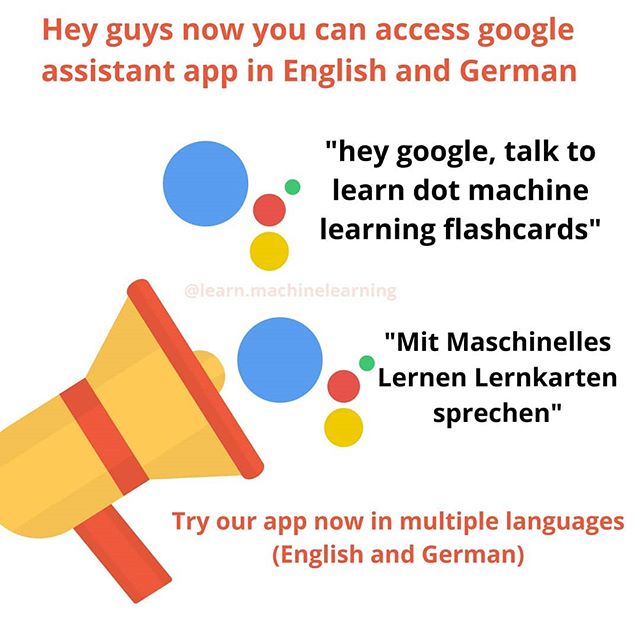 Hey guys now you can access google
assistant app in English and German
"hey google, talk to
learn dot machine
learning flashcards"
@learn.machinelearning
"Mit Maschinelles
Lernen Lernkarten
sprechen"
Try our app now in multiple languages
(English and German)